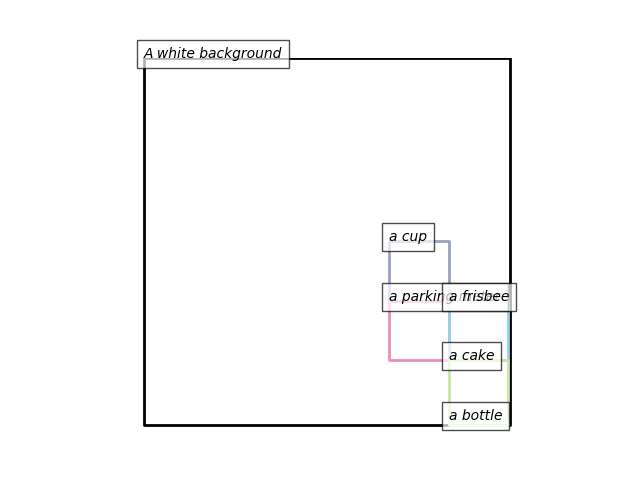 A white background
a cup
a parking
a frisbee
a cake
a bottle